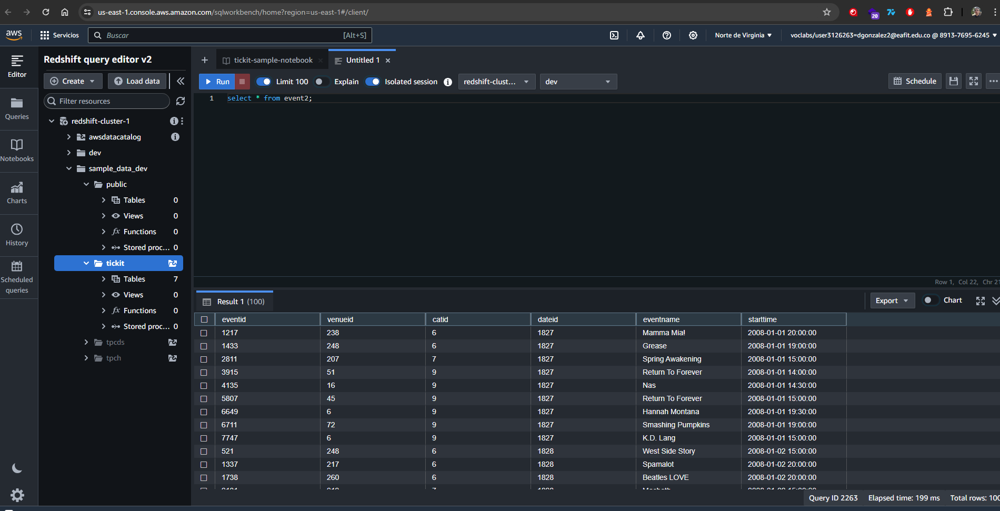 us-east-1.console.aws.amazon.com/sqlworkbench/home?region=us-east-1#/client/
20
aws
Servicios
Buscar
[Alt+S]
Norte de Virginia
voclabs/user3126263=dgonzalez2@eafit.edu.co @ 8913-7695-6245
Editor
Queries
Notebooks
Charts
History
Scheduled
queries
Redshift query editor v2
Create
Load data
Filter resources
redshift-cluster-1
awsdatacatalog
dev
sample_data_dev
public
Tables 0
Views 0
Functions 0
Stored proc... 0
tickit
Tables 7
Views 0
Functions 0
Stored proc... 0
tpcds
tpch
tickit-sample-notebook
Untitled 1
Run
Limit 100
Explain
Isolated session
redshift-clust...
dev
Schedule
1 select * from event2;
Row 1, Col 22, Chr 21
Result 1 (100)
Export
Chart
eventid venueid catid dateid eventname starttime
1217 238 6 1827 Mamma Mia! 2008-01-01 20:00:00
1433 248 6 1827 Grease 2008-01-01 19:00:00
2811 207 7 1827 Spring Awakening 2008-01-01 15:00:00
3915 51 9 1827 Return To Forever 2008-01-01 14:00:00
4135 16 9 1827 Nas 2008-01-01 14:30:00
5807 45 9 1827 Return To Forever 2008-01-01 15:00:00
6649 6 9 1827 Hannah Montana 2008-01-01 19:30:00
6711 72 9 1827 Smashing Pumpkins 2008-01-01 19:00:00
7747 6 9 1827 K.D. Lang 2008-01-01 15:00:00
521 248 6 1828 West Side Story 2008-01-02 15:00:00
1337 217 6 1828 Spamalot 2008-01-02 20:00:00
1738 260 6 1828 Beatles LOVE 2008-01-02 20:00:00
Query ID 2263 Elapsed time: 199 ms Total rows: 100